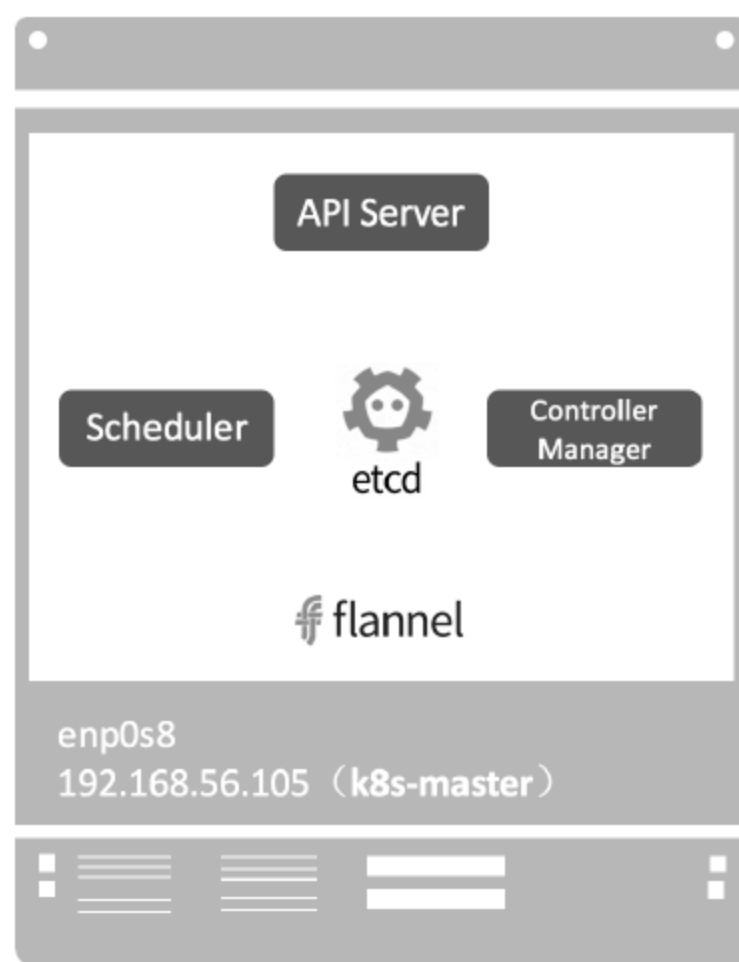 API Server
Scheduler
etcd
Controller
Manager
flannel
enp0s8
192.168.56.105（k8s-master）